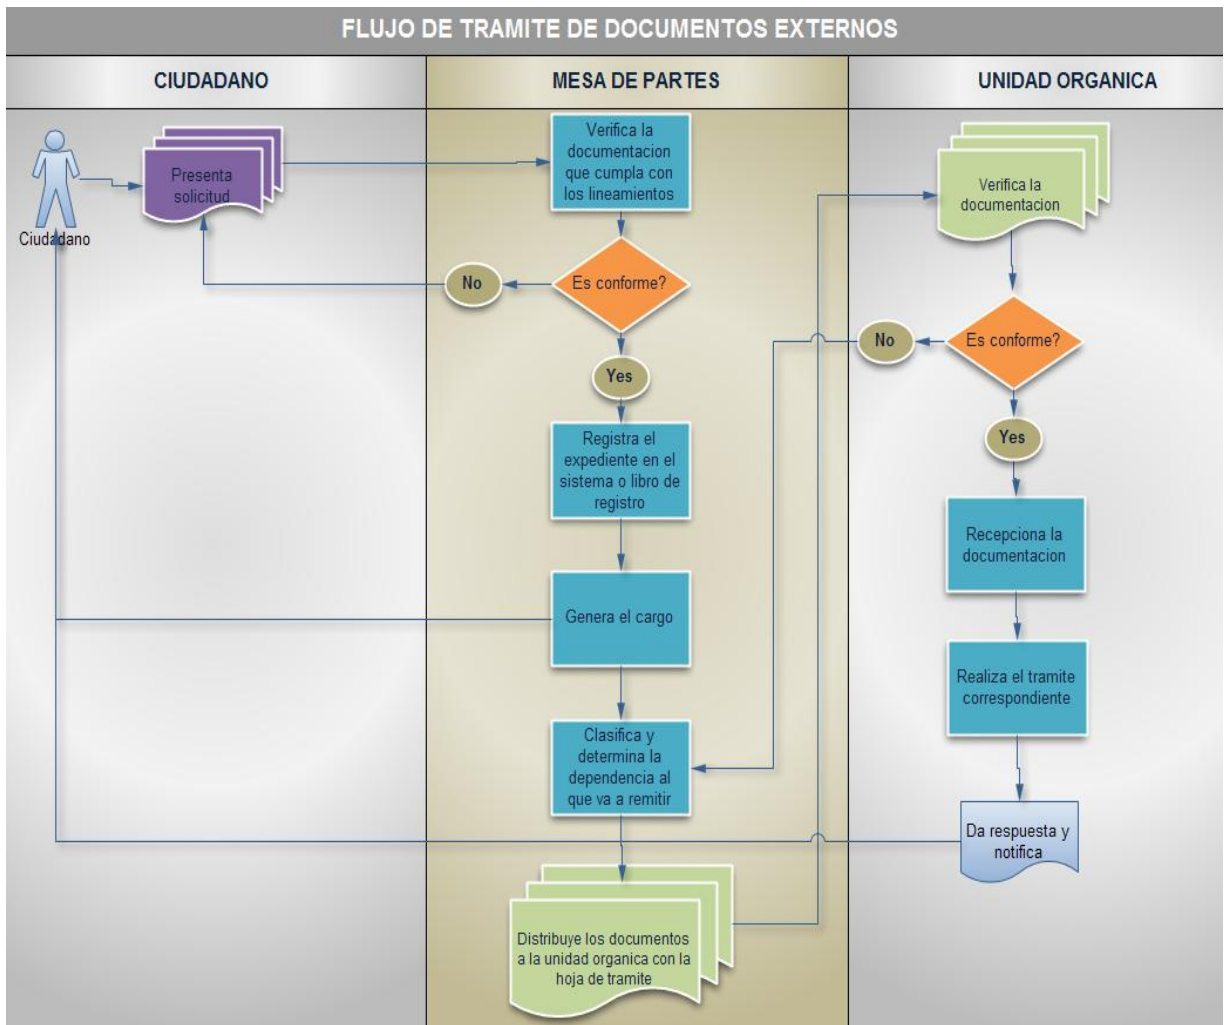 FLUJO DE TRAMITE DE DOCUMENTOS EXTERNOS
CIUDADANO
MESA DE PARTES
UNIDAD ORGANICA
Ciudadano
Presenta
solicitud
Verifica la
documentacion
que cumpla con
los lineamientos
Es conforme?
No
Yes
Registra el
expediente en el
sistema o libro de
registro
Genera el cargo
Clasifica y
determina la
dependencia al
que va a remitir
Distribuye los documentos
a la unidad organica con la
hoja de tramite
Verifica la
documentacion
Es conforme?
No
Yes
Recepciona la
documentacion
Realiza el tramite
correspondiente
Da respuesta y
notifica